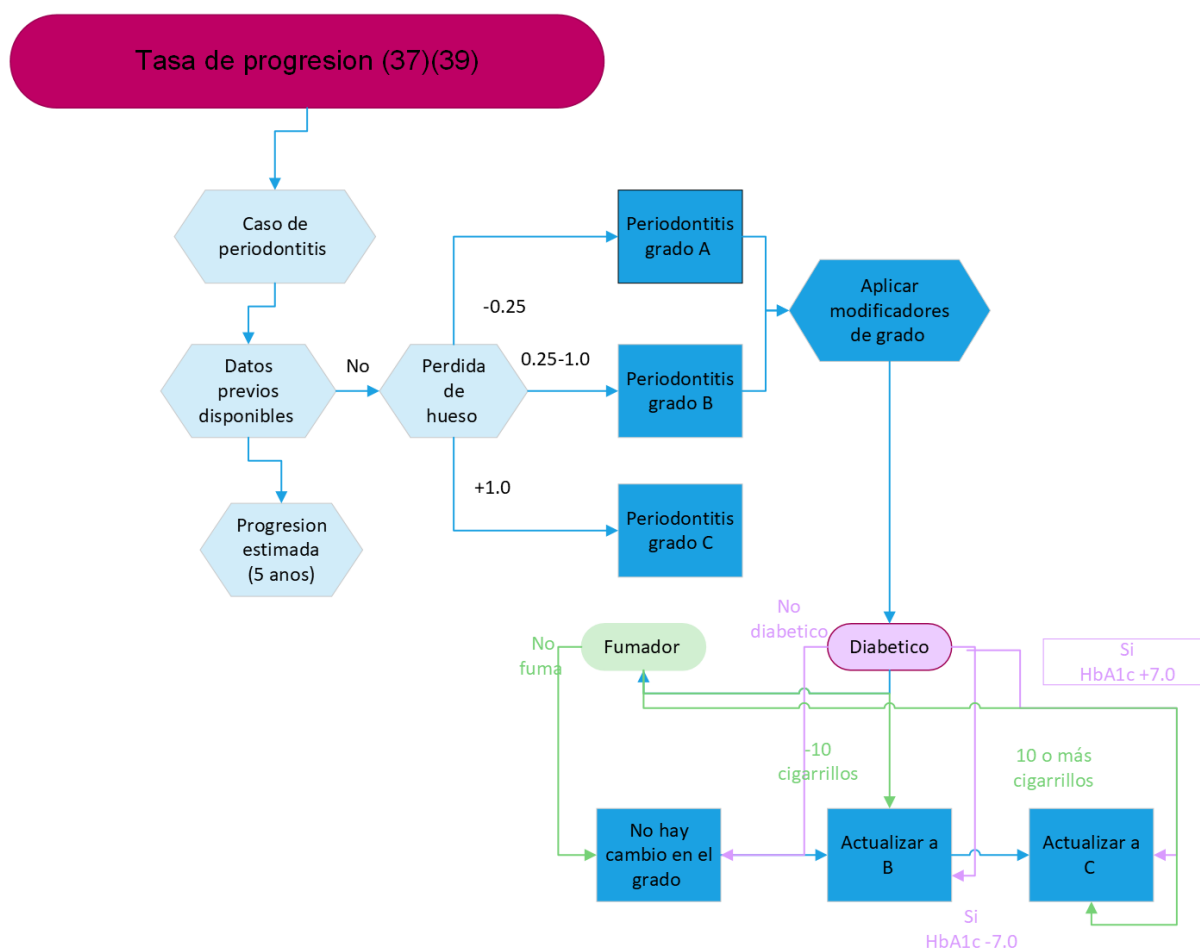 Tasa de progresion (37)(39)
Caso de
periodontitis
Datos
previos
disponibles
No
Perdida
de
hueso
-0.25
0.25-1.0
+1.0
Progresion
estimada
(5 anos)
Periodontitis
grado A
Periodontitis
grado B
Periodontitis
grado C
Aplicar
modificadores
de grado
No
diabetico
No
fuma
Fumador
Diabetico
Si
HbA1c +7.0
-10
cigarrillos
10 o más
cigarrillos
No hay
cambio en el
grado
Actualizar a
B
Actualizar a
C
Si
HbA1c -7.0